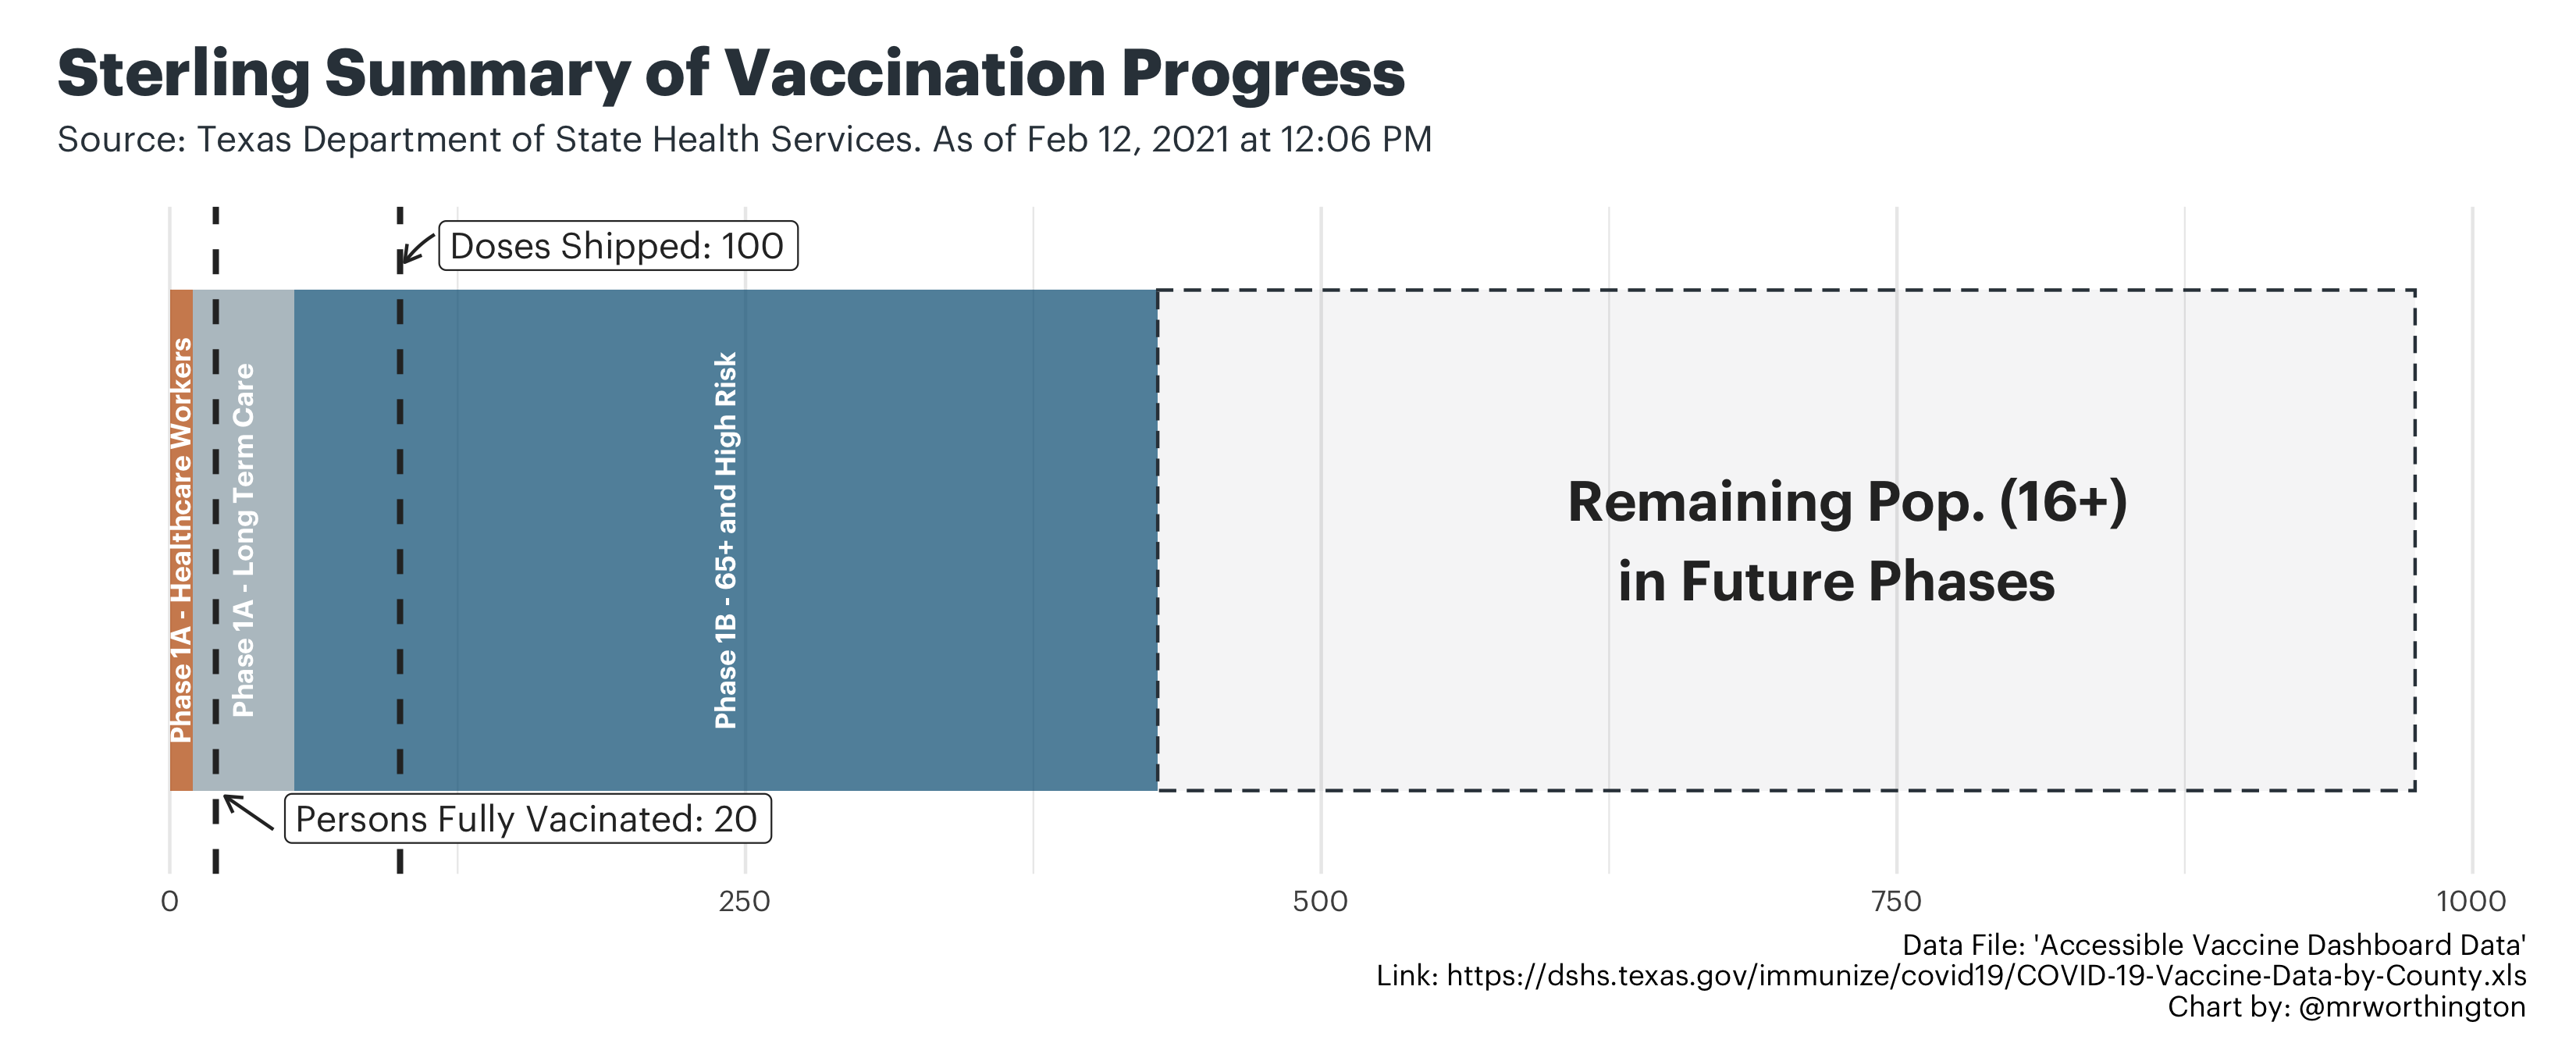 Sterling Summary of Vaccination Progress
Source: Texas Department of State Health Services. As of Feb 12, 2021 at 12:06 PM
Doses Shipped: 100
Phase 1A - Healthcare Workers
Phase 1A - Long Term Care
Phase 1B - 65+ and High Risk
Remaining Pop. (16+)
in Future Phases
Persons Fully Vacinated: 20
0 250 500 750 1000
Data File: 'Accessible Vaccine Dashboard Data'
Link: https://dshs.texas.gov/immunize/covid19/COVID-19-Vaccine-Data-by-County.xls
Chart by: @mrworthington